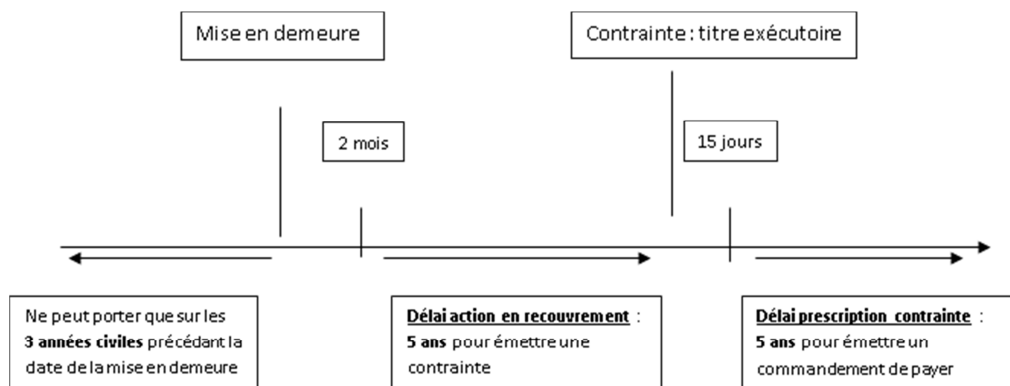 Mise en demeure
Contrainte : titre exécutoire
2 mois
15 jours
Ne peut porter que sur les
3 années civiles précédant la
date de la mise en demeure
Délai action en recouvrement :
5 ans pour émettre une
contrainte
Délai prescription contrainte :
5 ans pour émettre un
commandement de payer